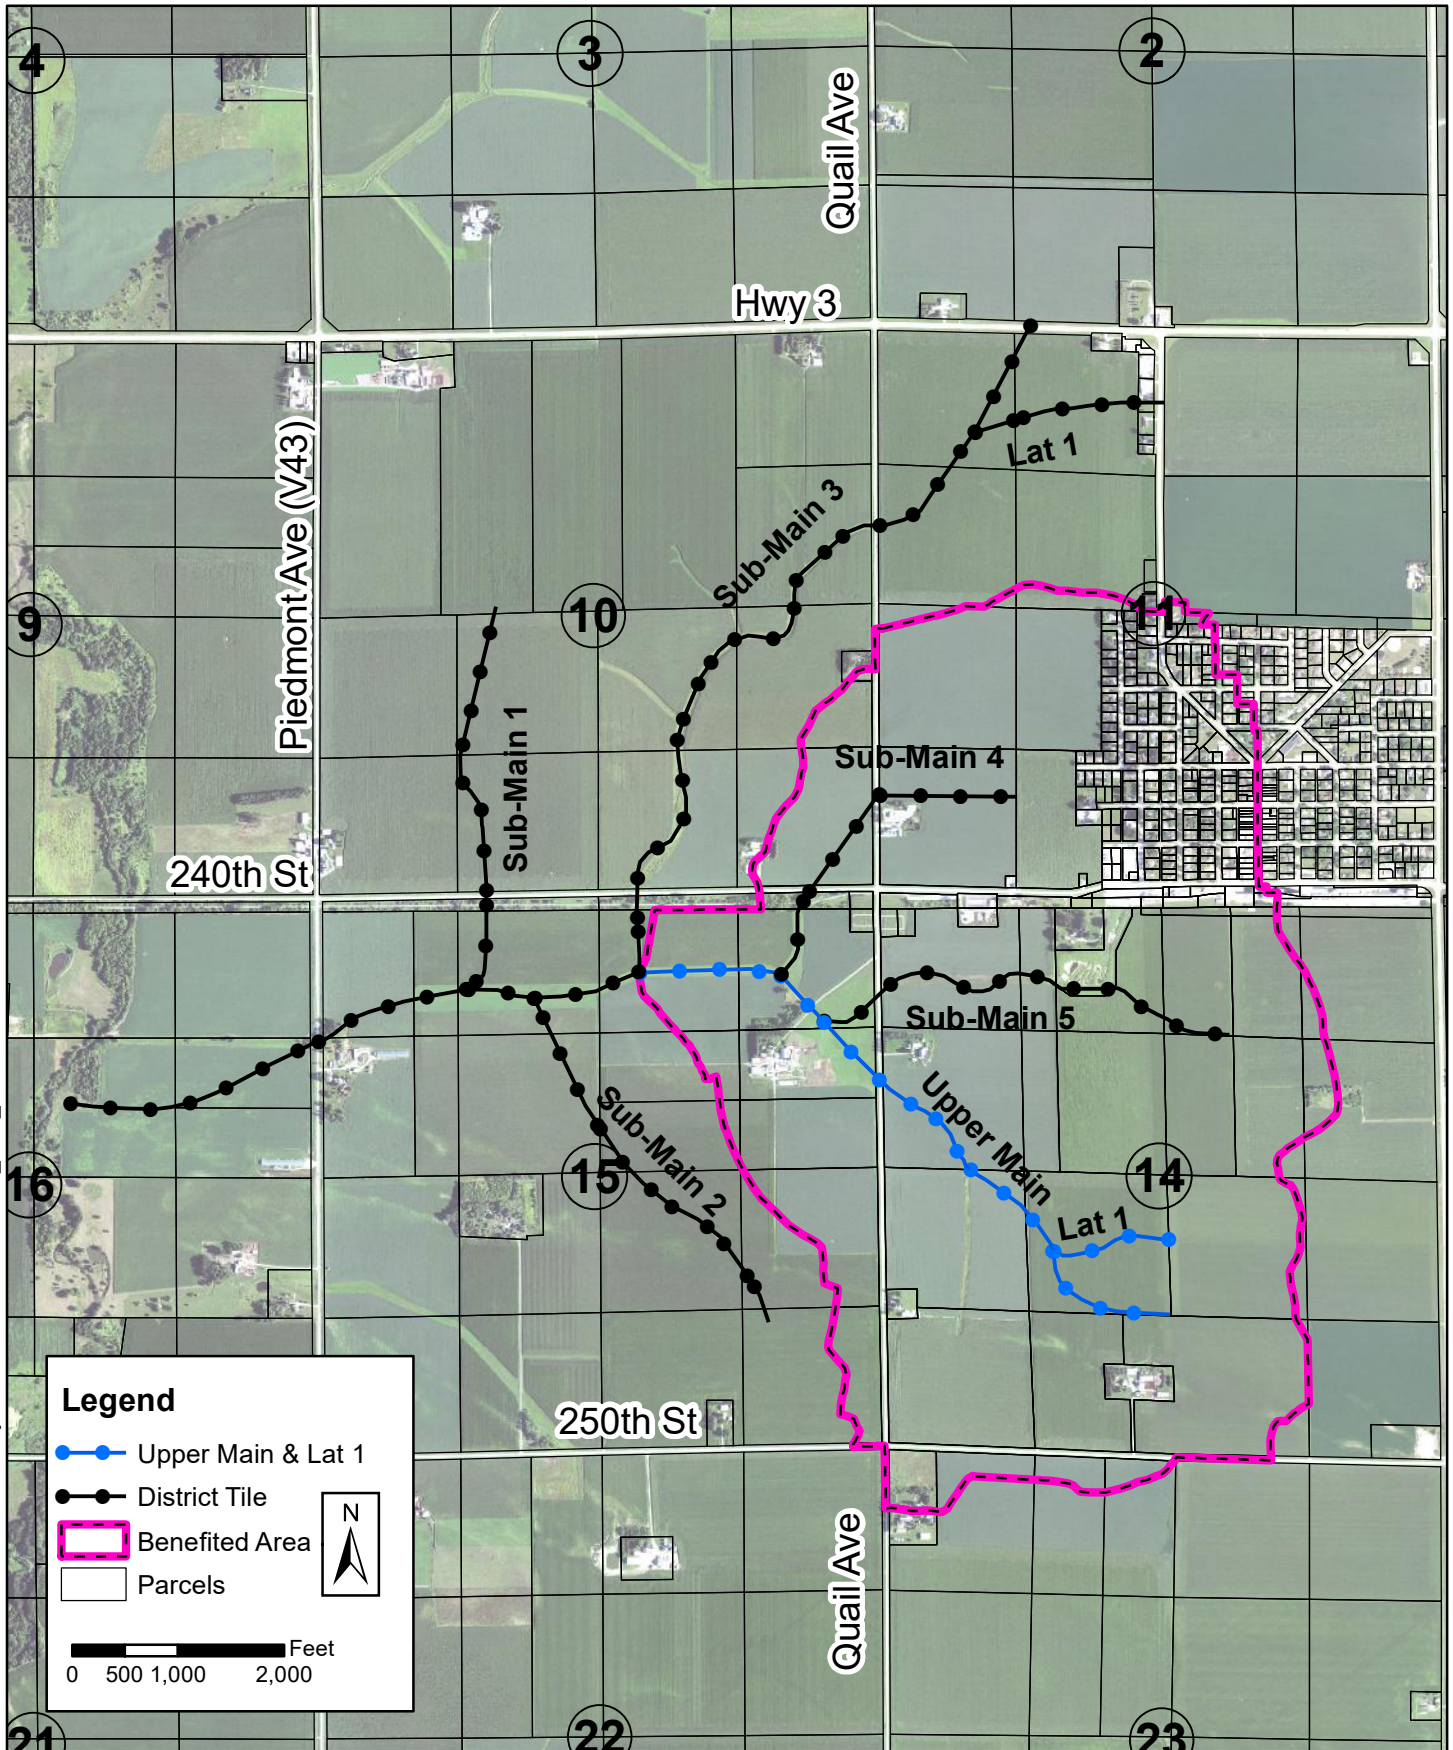 4
3
2
Quail Ave
Hwy 3
Lat 1
Piedmont Ave (V43)
Sub-Main 3
9
10
11
Sub-Main 1
Sub-Main 4
240th St
Sub-Main 5
Upper Main
Sub-Main 2
16
15
14
Lat 1
250th St
Legend
Upper Main & Lat 1
District Tile
Benefited Area
Parcels
N
Feet
0 500 1,000 2,000
Quail Ave
21
22
23